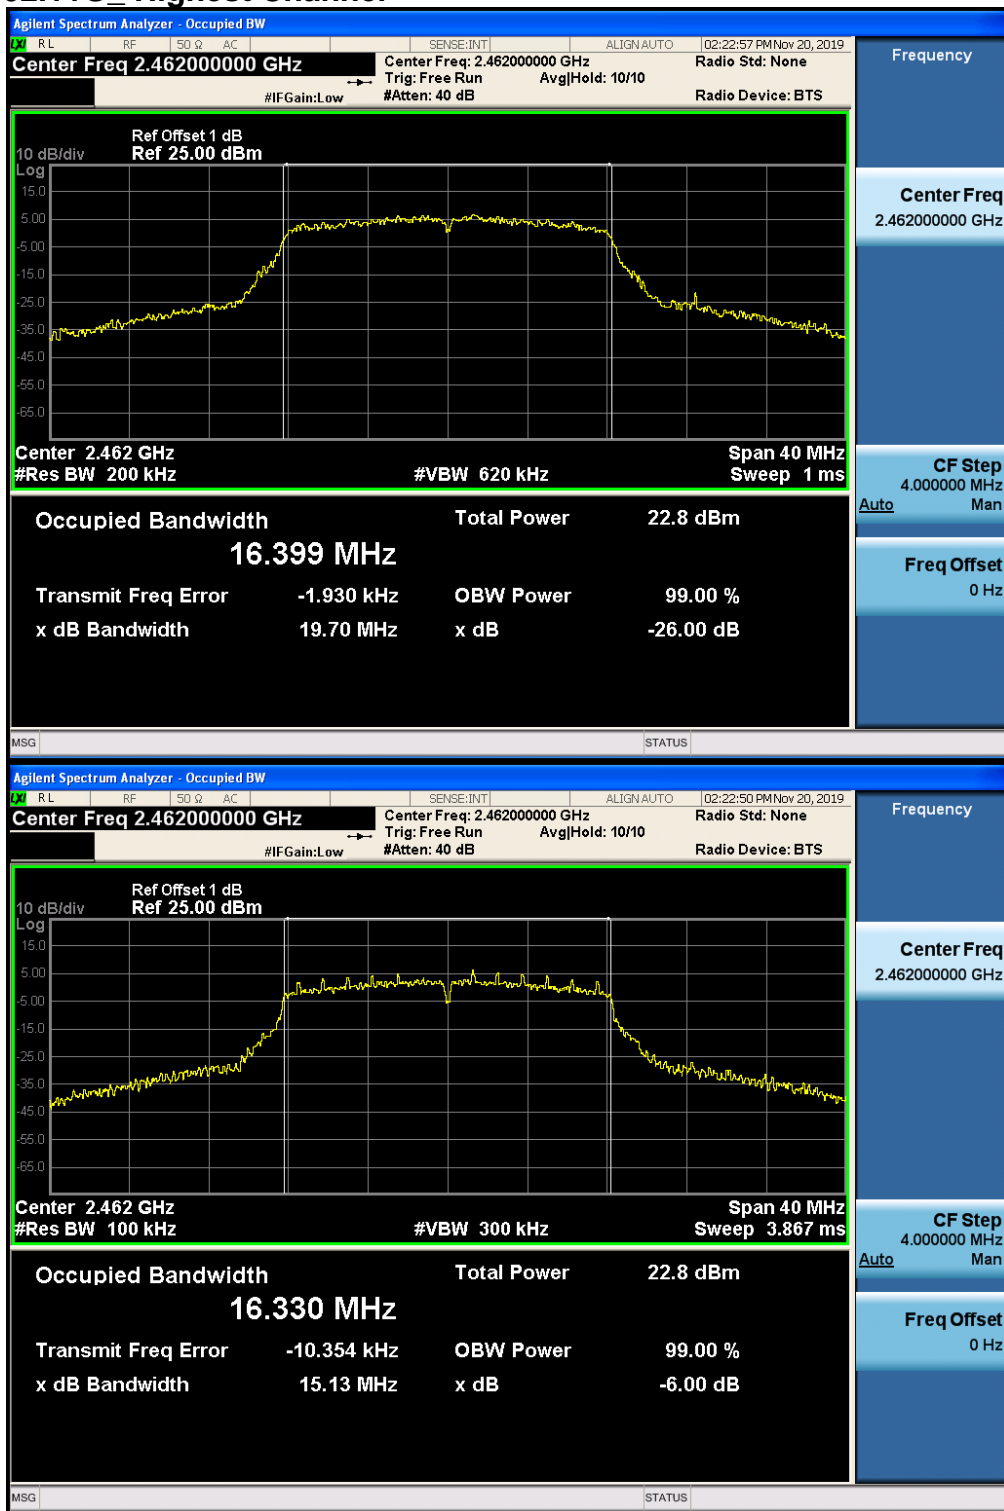 Highest Channel
Agilent Spectrum Analyzer - Occupied BW
LXI RL RF 50 Ω AC SENSE:INT ALIGNAUTO 02:22:57 PM Nov 20, 2019
Center Freq 2.462000000 GHz Center Freq: 2.462000000 GHz Radio Std: None Frequency
Trig: Free Run Avg|Hold: 10/10
#IFGain:Low #Atten: 40 dB Radio Device: BTS
Ref Offset 1 dB
10 dB/div Ref 25.00 dBm
Log
15.0
5.00
-5.00
-15.0
-25.0
-35.0
-45.0
-55.0
-65.0
Center Freq
2.462000000 GHz
Center 2.462 GHz Span 40 MHz
#Res BW 200 kHz #VBW 620 kHz Sweep 1 ms
CF Step
4.000000 MHz
Auto Man
Occupied Bandwidth Total Power 22.8 dBm
16.399 MHz
Freq Offset
0 Hz
Transmit Freq Error -1.930 kHz OBW Power 99.00 %
x dB Bandwidth 19.70 MHz x dB -26.00 dB
MSG STATUS
Agilent Spectrum Analyzer - Occupied BW
LXI RL RF 50 Ω AC SENSE:INT ALIGNAUTO 02:22:50 PM Nov 20, 2019
Center Freq 2.462000000 GHz Center Freq: 2.462000000 GHz Radio Std: None Frequency
Trig: Free Run Avg|Hold: 10/10
#IFGain:Low #Atten: 40 dB Radio Device: BTS
Ref Offset 1 dB
10 dB/div Ref 25.00 dBm
Log
15.0
5.00
-5.00
-15.0
-25.0
-35.0
-45.0
-55.0
-65.0
Center Freq
2.462000000 GHz
Center 2.462 GHz Span 40 MHz
#Res BW 100 kHz #VBW 300 kHz Sweep 3.867 ms
CF Step
4.000000 MHz
Auto Man
Occupied Bandwidth Total Power 22.8 dBm
16.330 MHz
Freq Offset
0 Hz
Transmit Freq Error -10.354 kHz OBW Power 99.00 %
x dB Bandwidth 15.13 MHz x dB -6.00 dB
MSG STATUS